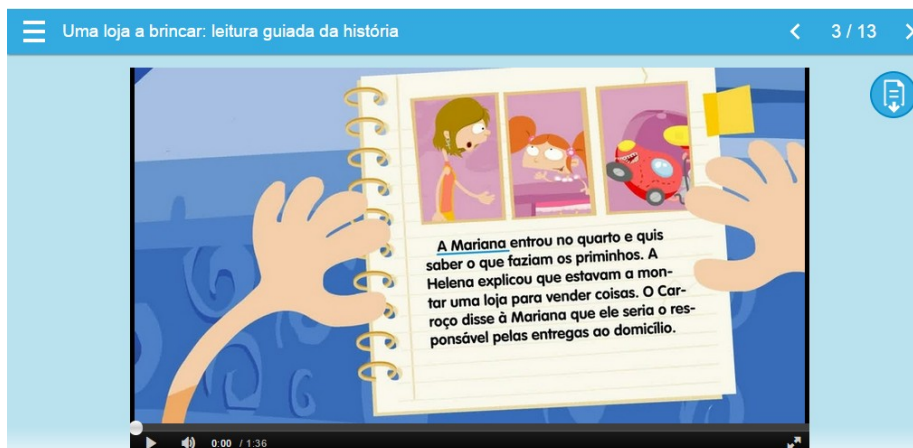 Uma loja a brincar: leitura guiada da história
3 / 13
A Mariana entrou no quarto e quis
saber o que faziam os priminhos. A
Helena explicou que estavam a mon-
tar uma loja para vender coisas. O Car-
roço disse à Mariana que ele seria o res-
ponsável pelas entregas ao domicílio.
0:00 / 1:36